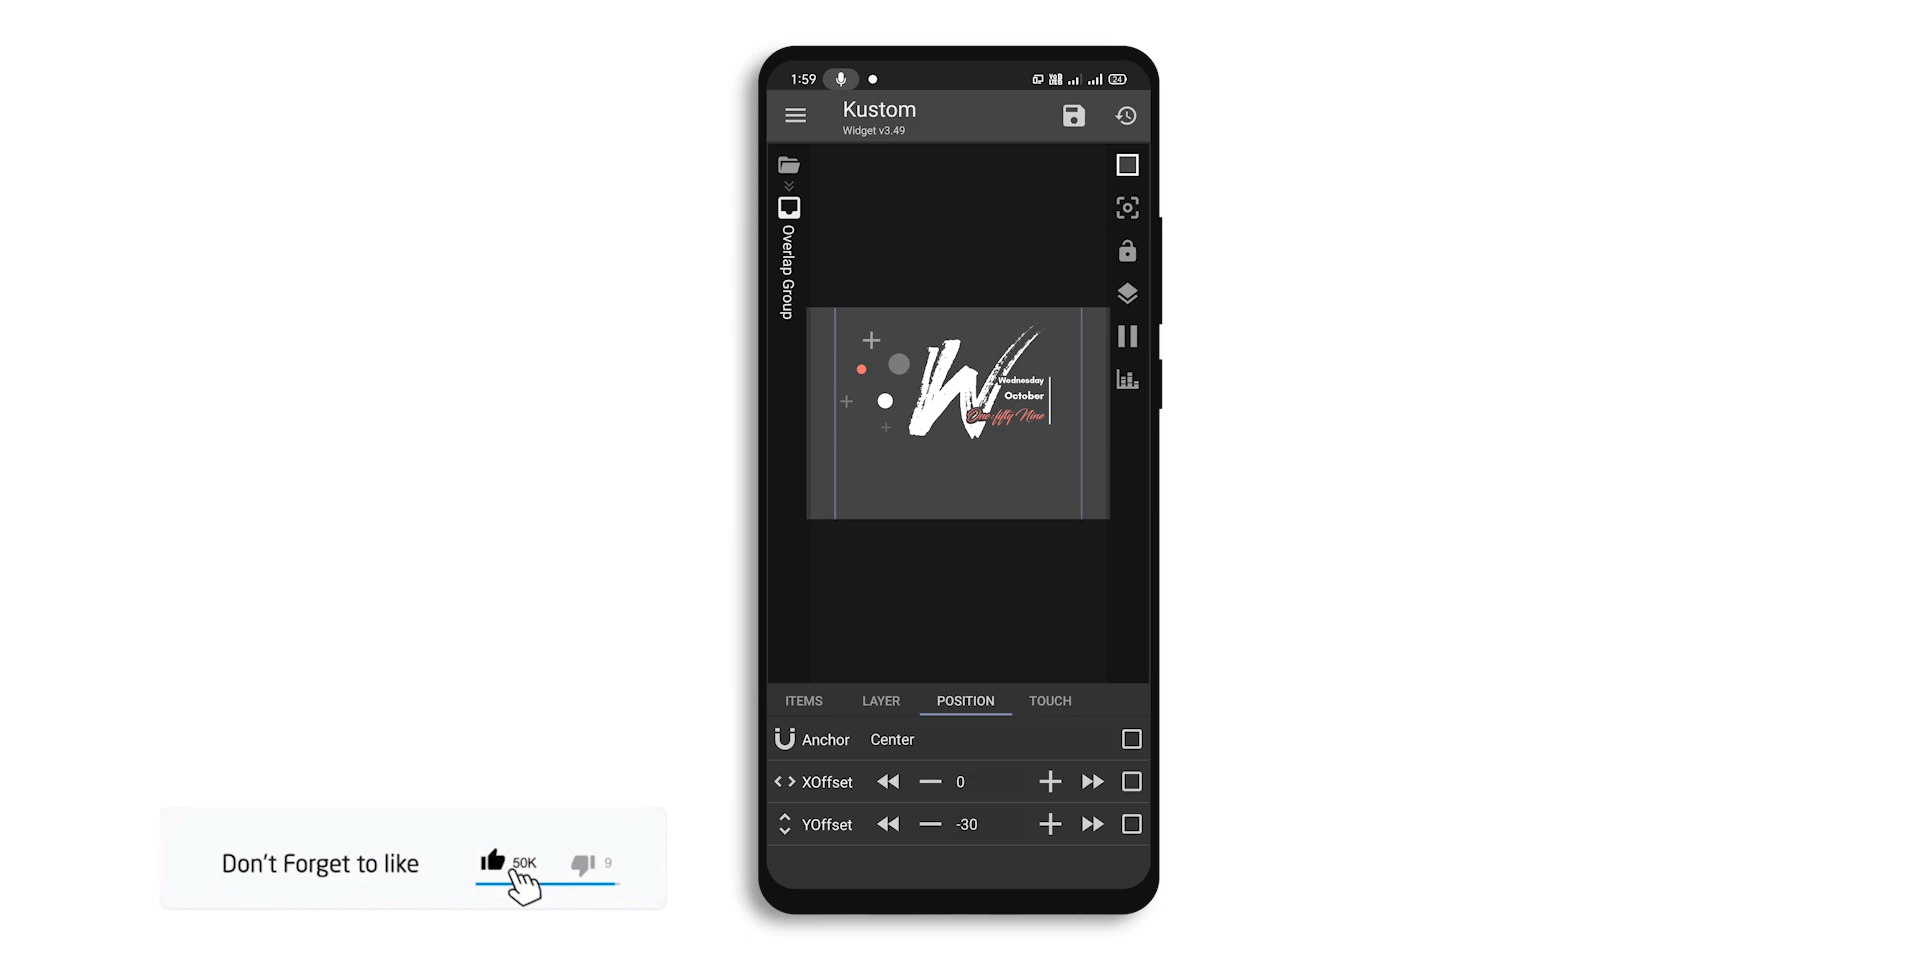 1:59
24
Kustom
Widget v3.49
Overlap Group
Wednesday
October
One:fifty Nine
W
ITEMS LAYER POSITION TOUCH
Anchor Center
XOffset 0
YOffset -30
Don't Forget to like 50K 9